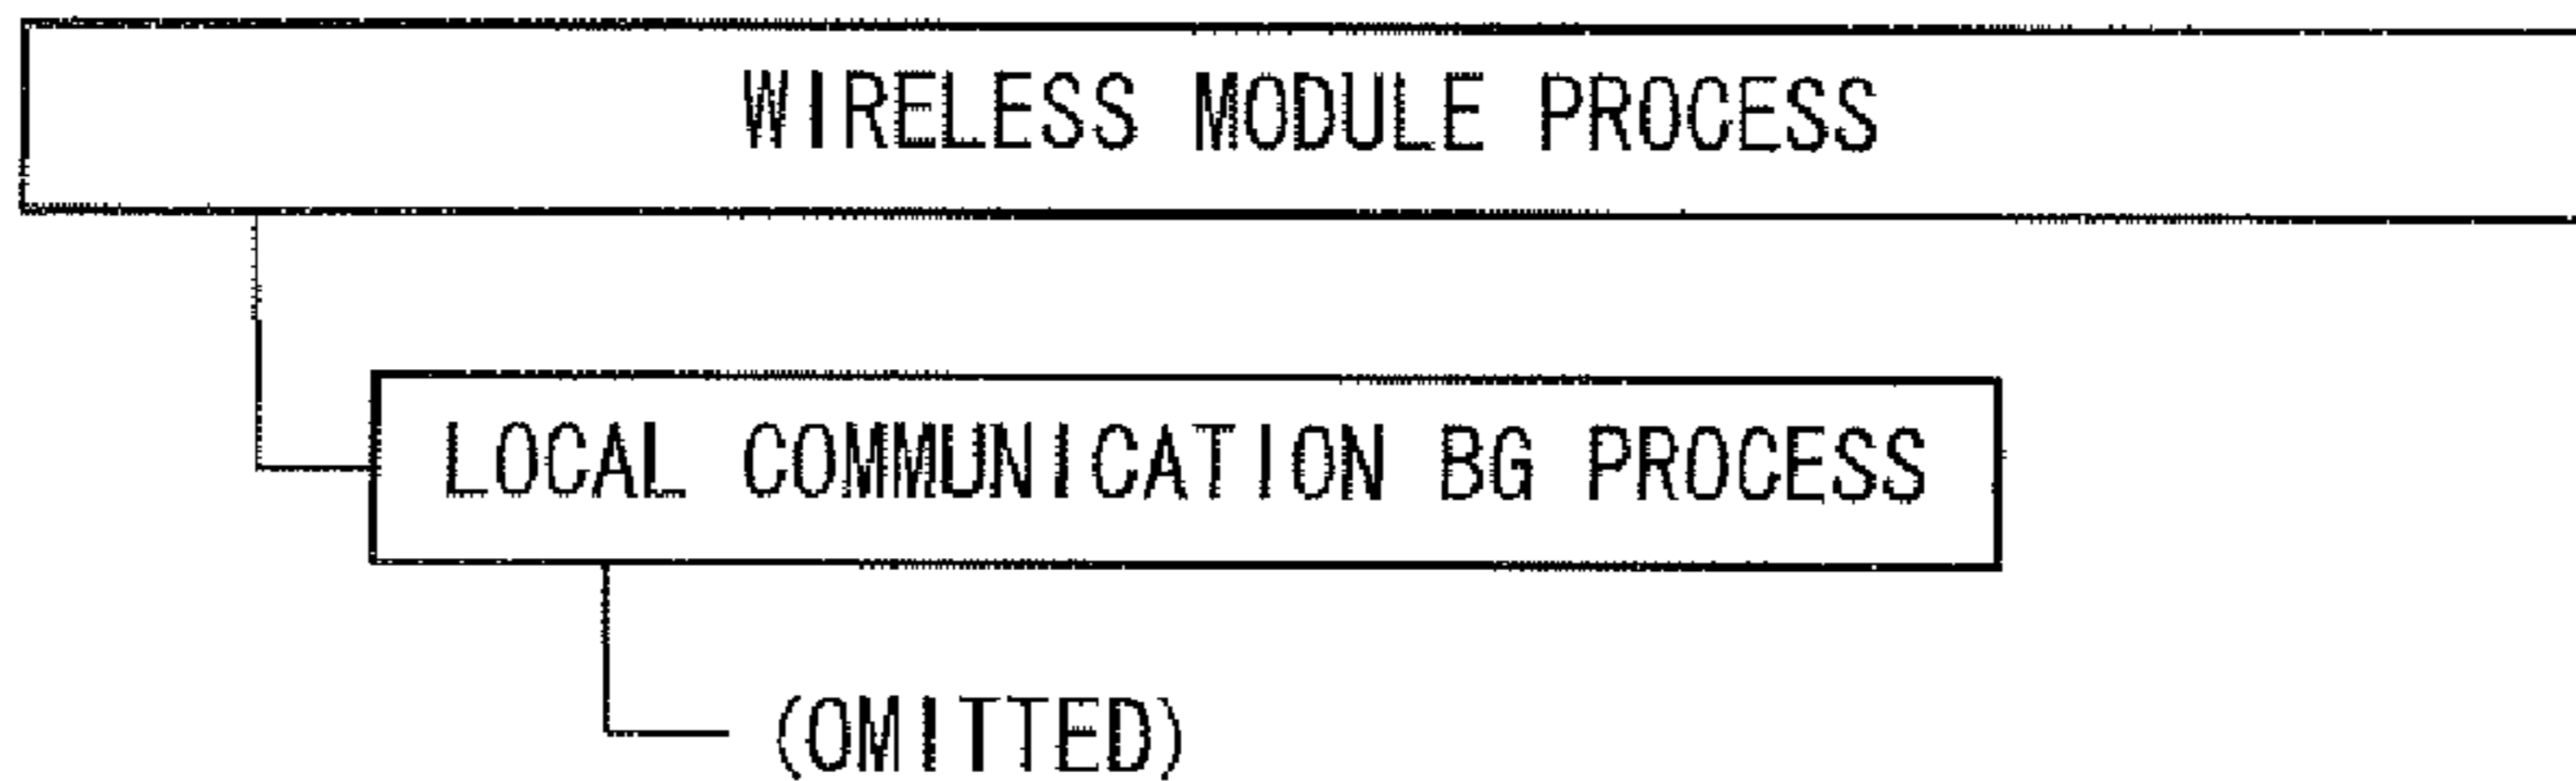 WIRELESS MODULE PROCESS
LOCAL COMMUNICATION BG PROCESS
(OMITTED)